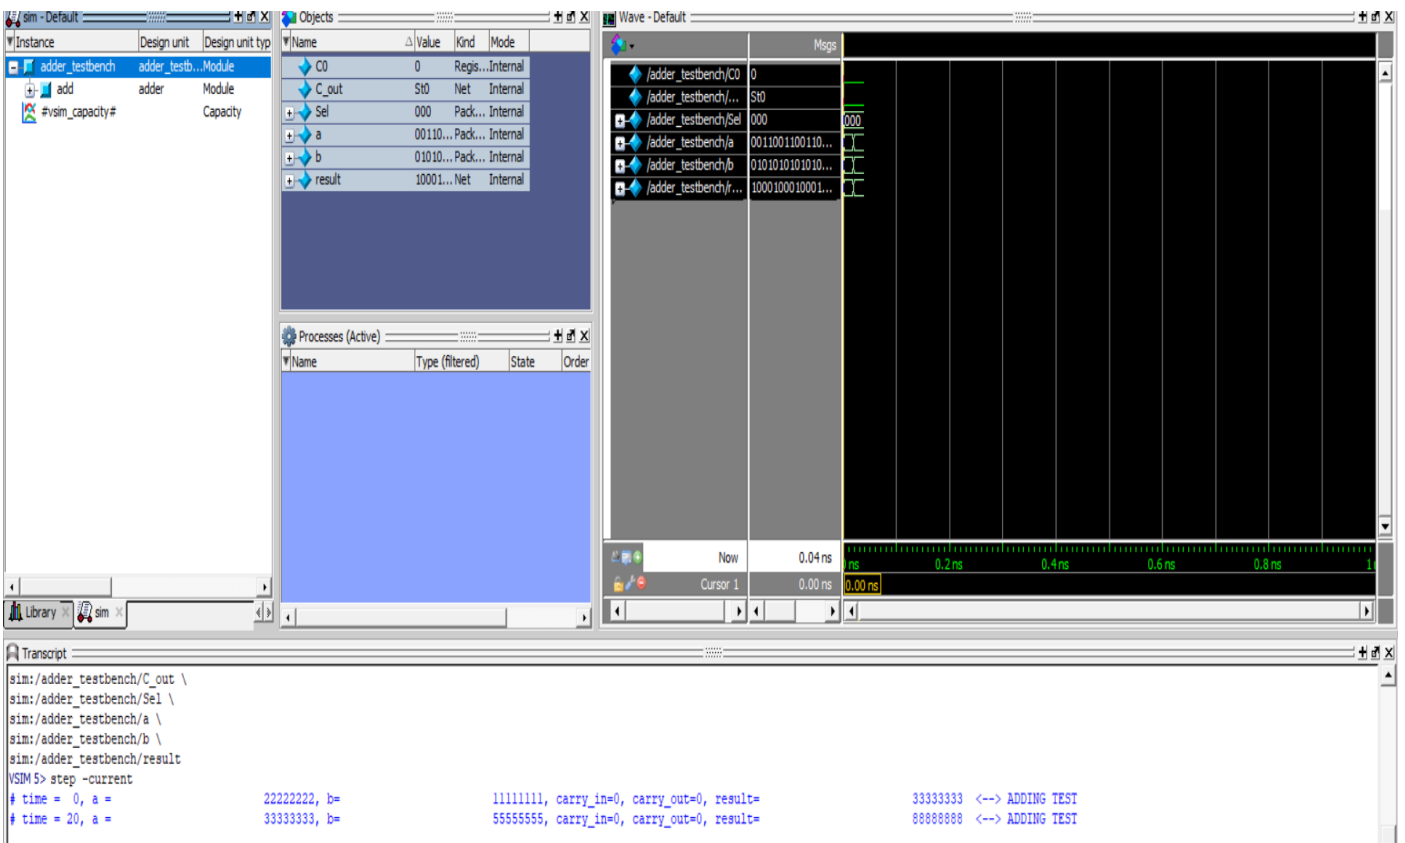 sim - Default
Instance Design unit Design unit typ
adder_testbench adder_testb... Module
add adder Module
#vsim_capacity# Capacity
Library sim
Objects
Name Value Kind Mode
C0 0 Regis... Internal
C_out St0 Net Internal
Sel 000 Pack... Internal
a 00110... Pack... Internal
b 01010... Pack... Internal
result 10001... Net Internal
Processes (Active)
Name Type (filtered) State Order
Wave - Default
Msgs
/adder_testbench/C0 0
/adder_testbench/... St0
/adder_testbench/Sel 000 000
/adder_testbench/a 0011001100110...
/adder_testbench/b 0101010101010...
/adder_testbench/r... 1000100010001...
Now 0.04 ns ns 0.2 ns 0.4 ns 0.6 ns 0.8 ns 1
Cursor 1 0.00 ns 0.00 ns
Transcript
sim:/adder_testbench/C_out \
sim:/adder_testbench/Sel \
sim:/adder_testbench/a \
sim:/adder_testbench/b \
sim:/adder_testbench/result
VSIM 5> step -current
# time =  0, a = 22222222, b= 11111111, carry_in=0, carry_out=0, result= 33333333 <--> ADDING TEST
# time = 20, a = 33333333, b= 55555555, carry_in=0, carry_out=0, result= 88888888 <--> ADDING TEST